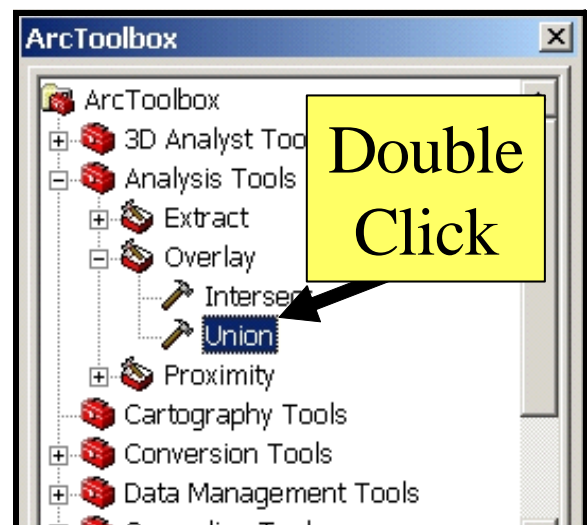 ArcToolbox
ArcToolbox
3D Analyst Too
Double
Click
Analysis Tools
Extract
Overlay
Intersec
Union
Proximity
Cartography Tools
Conversion Tools
Data Management Tools